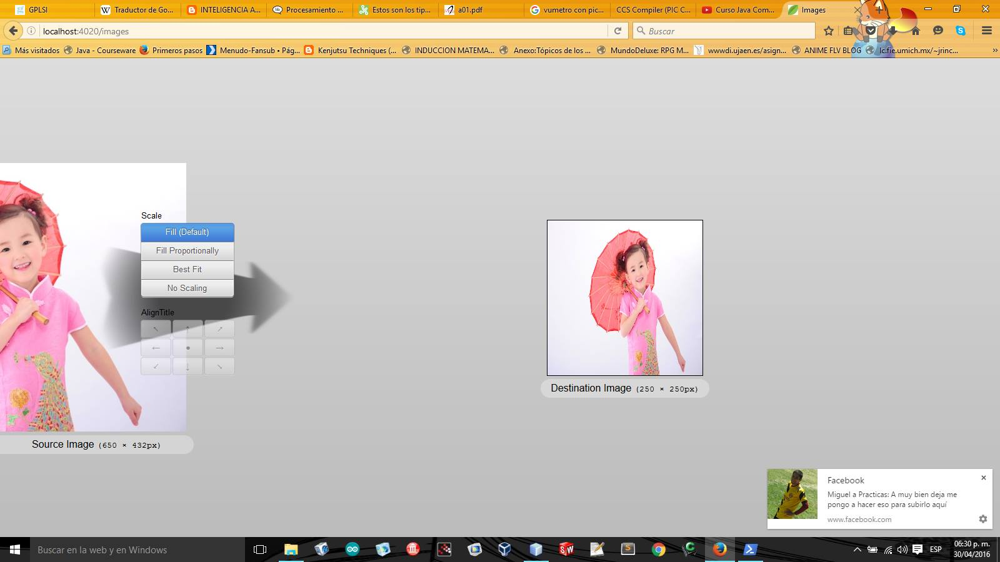 GPLSI
Traductor de Go...
INTELIGENCIA A...
Procesamiento ...
Estos son los tip...
a01.pdf
vumetro con pic...
CCS Compiler (PIC C...
Curso Java Com...
Images
localhost:4020/images
Buscar
Más visitados
Java - Courseware
Primeros pasos
Menudo-Fansub • Pág...
Kenjutsu Techniques (...
INDUCCION MATEMA...
Anexo:Tópicos de los ...
MundoDeluxe: RPG M...
wwwdi.ujaen.es/asign...
ANIME FLV BLOG
lc.fie.umich.mx/~jrinc...
Scale
Fill (Default)
Fill Proportionally
Best Fit
No Scaling
AlignTitle
Source Image (650 × 432px)
Destination Image (250 × 250px)
Facebook
Miguel a Practicas: A muy bien deja me
pongo a hacer eso para subirlo aquí
www.facebook.com
Buscar en la web y en Windows
ESP
06:30 p. m.
30/04/2016